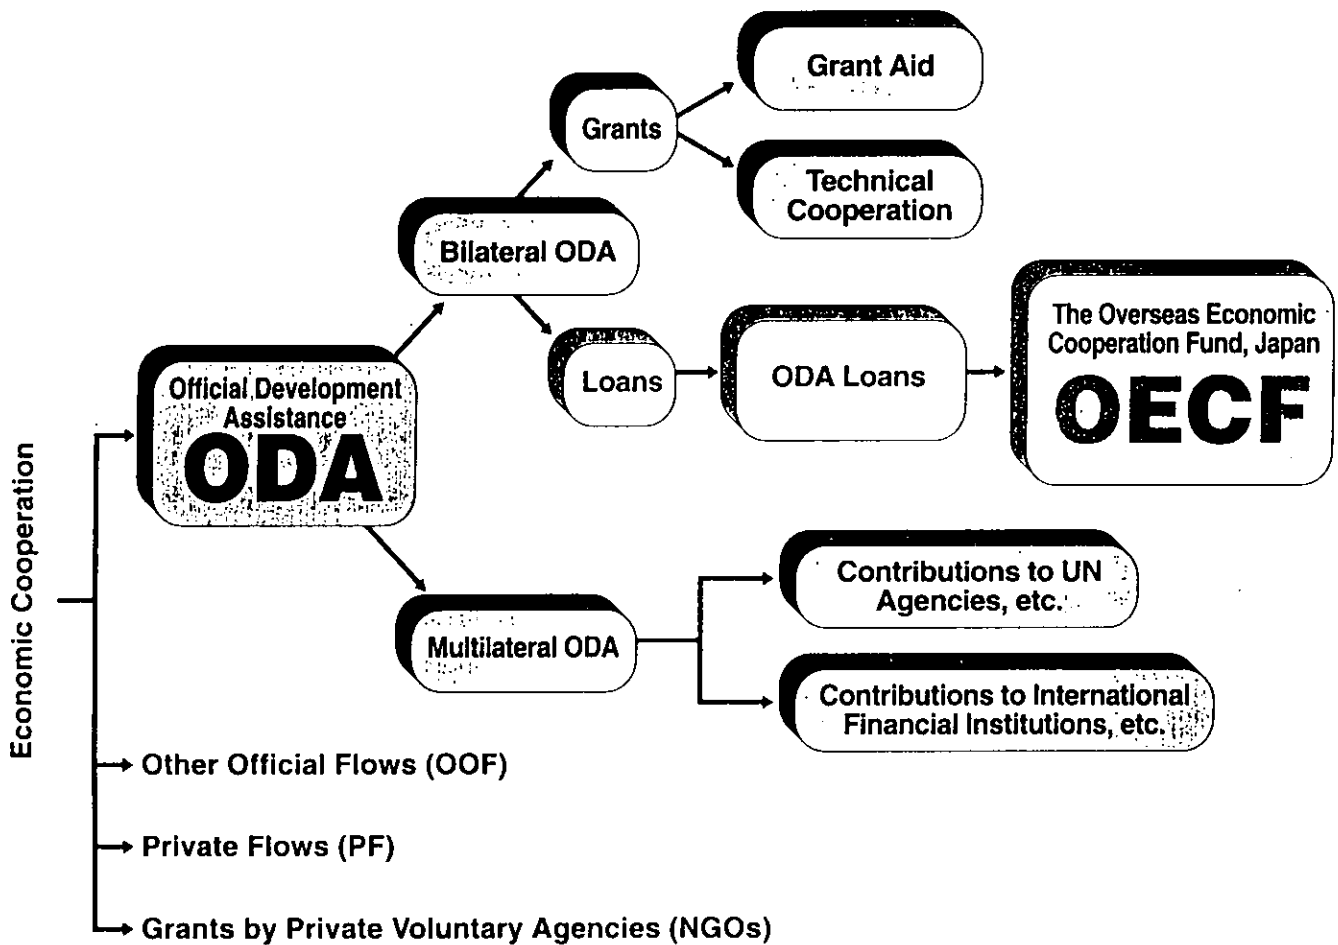 Economic Cooperation
Official Development
Assistance
ODA
Bilateral ODA
Grants
Grant Aid
Technical
Cooperation
Loans
ODA Loans
The Overseas Economic
Cooperation Fund, Japan
OECF
Multilateral ODA
Contributions to UN
Agencies, etc.
Contributions to International
Financial Institutions, etc.
Other Official Flows (OOF)
Private Flows (PF)
Grants by Private Voluntary Agencies (NGOs)